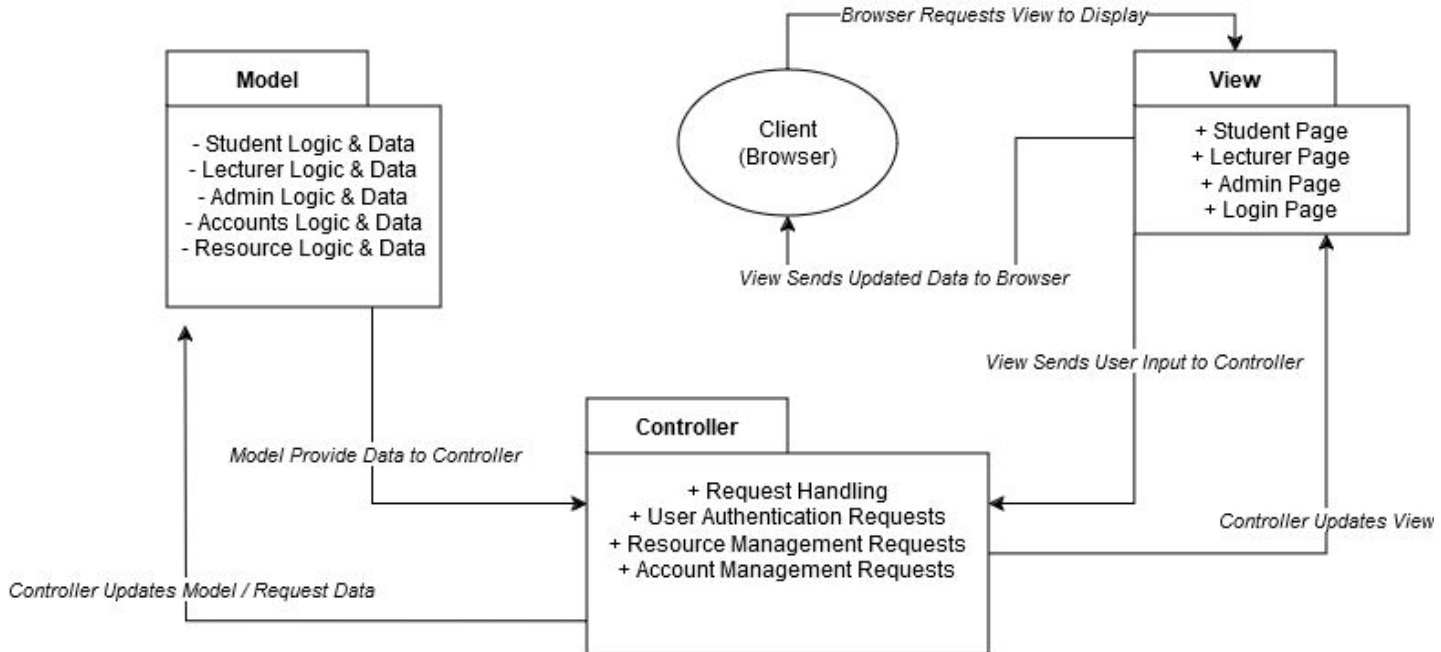 Browser Requests View to Display
Model
- Student Logic & Data
- Lecturer Logic & Data
- Admin Logic & Data
- Accounts Logic & Data
- Resource Logic & Data
Client
(Browser)
View
+ Student Page
+ Lecturer Page
+ Admin Page
+ Login Page
View Sends Updated Data to Browser
View Sends User Input to Controller
Model Provide Data to Controller
Controller
+ Request Handling
+ User Authentication Requests
+ Resource Management Requests
+ Account Management Requests
Controller Updates View
Controller Updates Model / Request Data